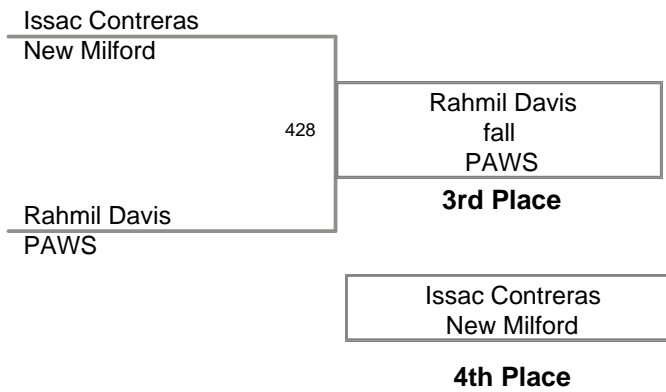 Issac Contreras
New Milford
428
Rahmil Davis
fall
PAWS
3rd Place
Rahmil Davis
PAWS
Issac Contreras
New Milford
4th Place